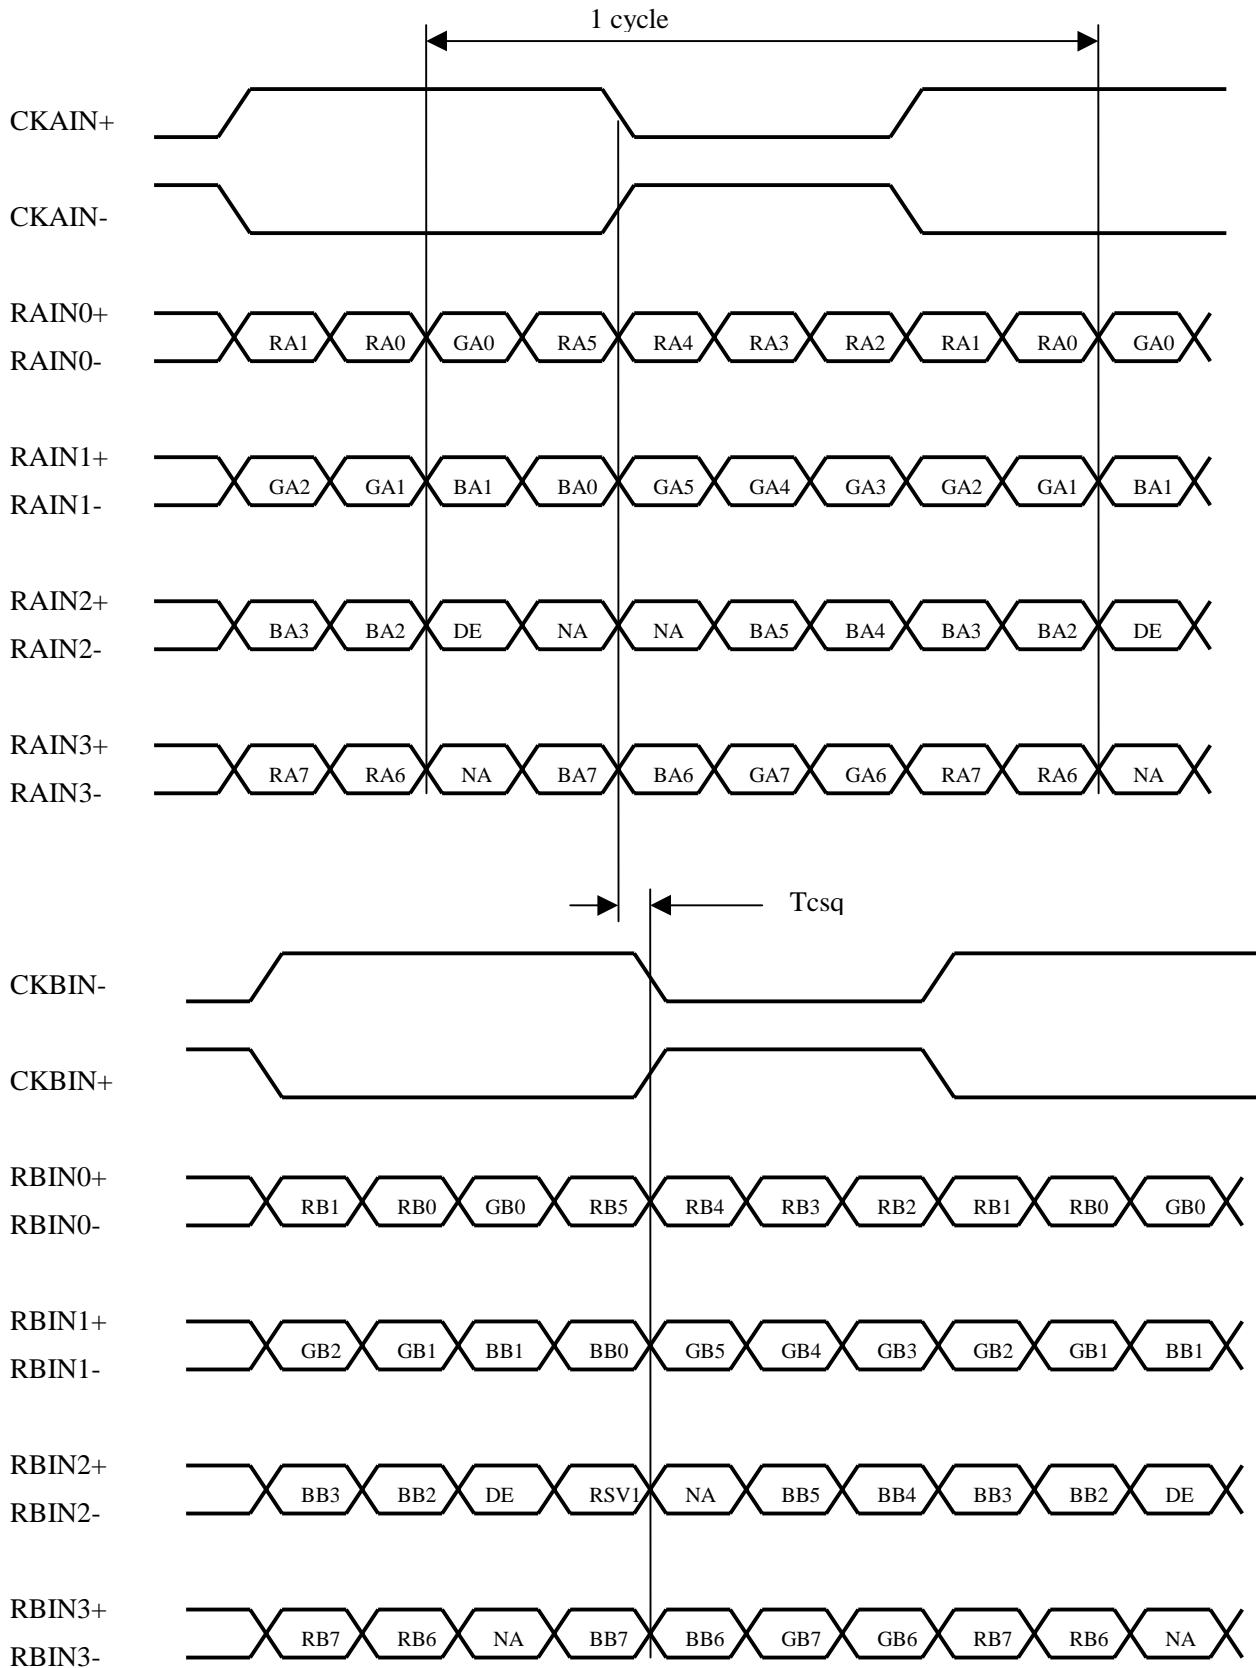 1 cycle
CKAIN+
CKAIN-
RAIN0+
RA1 RA0 GA0 RA5 RA4 RA3 RA2 RA1 RA0 GA0
RAIN0-
RAIN1+
GA2 GA1 BA1 BA0 GA5 GA4 GA3 GA2 GA1 BA1
RAIN1-
RAIN2+
BA3 BA2 DE NA NA BA5 BA4 BA3 BA2 DE
RAIN2-
RAIN3+
RA7 RA6 NA BA7 BA6 GA7 GA6 RA7 RA6 NA
RAIN3-
Tcsq
CKBIN-
CKBIN+
RBIN0+
RB1 RB0 GB0 RB5 RB4 RB3 RB2 RB1 RB0 GB0
RBIN0-
RBIN1+
GB2 GB1 BB1 BB0 GB5 GB4 GB3 GB2 GB1 BB1
RBIN1-
RBIN2+
BB3 BB2 DE RSV1 NA BB5 BB4 BB3 BB2 DE
RBIN2-
RBIN3+
RB7 RB6 NA BB7 BB6 GB7 GB6 RB7 RB6 NA
RBIN3-